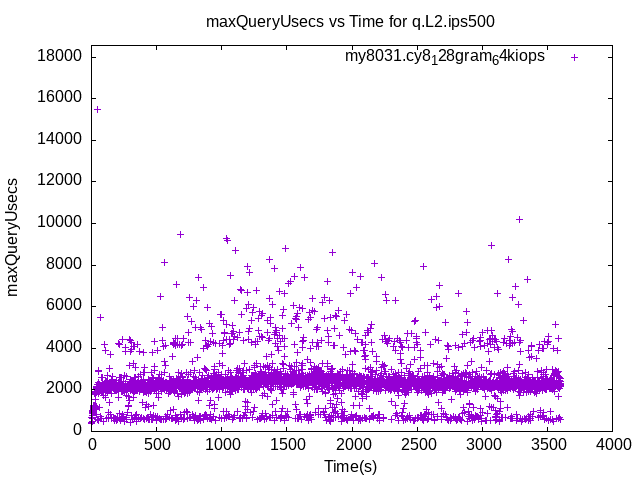 maxQueryUsecs vs Time for q.L2.ips500
my8031.cy8₁28gram₆4kiops
18000
16000
14000
12000
10000
8000
6000
4000
2000
0
maxQueryUsecs
0 500 1000 1500 2000 2500 3000 3500 4000
Time(s)